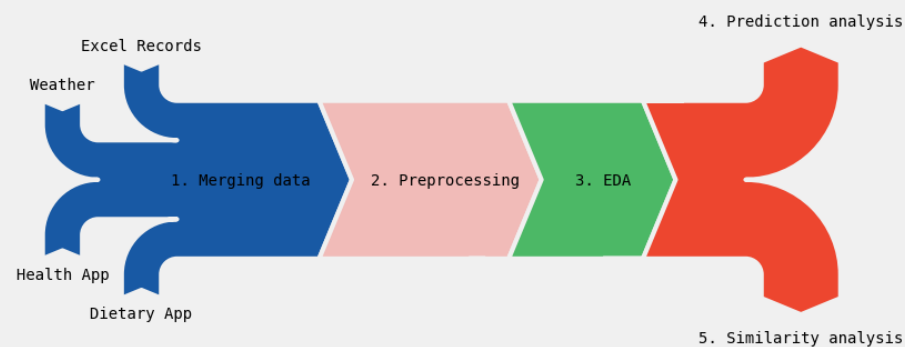 4. Prediction analysis
Excel Records
Weather
1. Merging data
2. Preprocessing
3. EDA
Health App
Dietary App
5. Similarity analysis